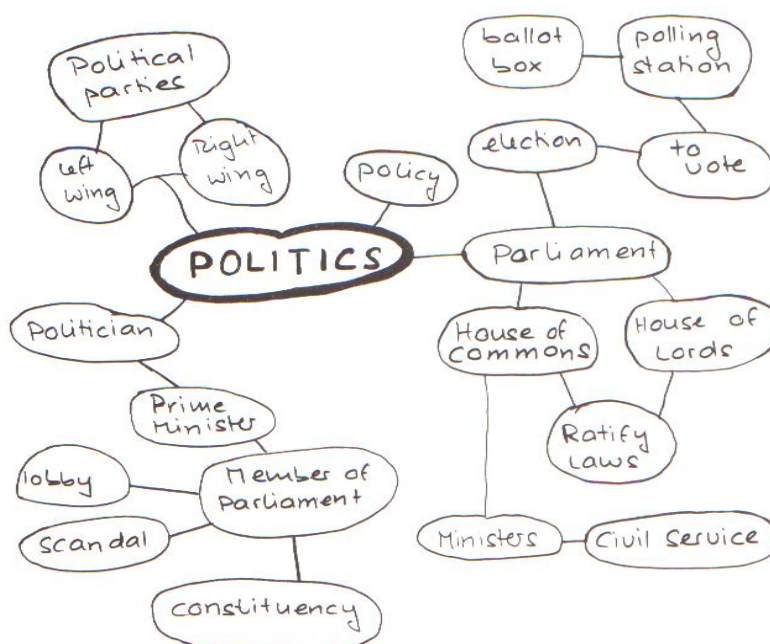 Political
parties
left
wing
Right
wing
policy
ballot
box
polling
station
election
to
vote
POLITICS
Parliament
House of
Commons
House of
Lords
Ratify
Laws
Ministers
Civil Service
Politician
Prime
Minister
Member of
Parliament
lobby
scandal
constituency